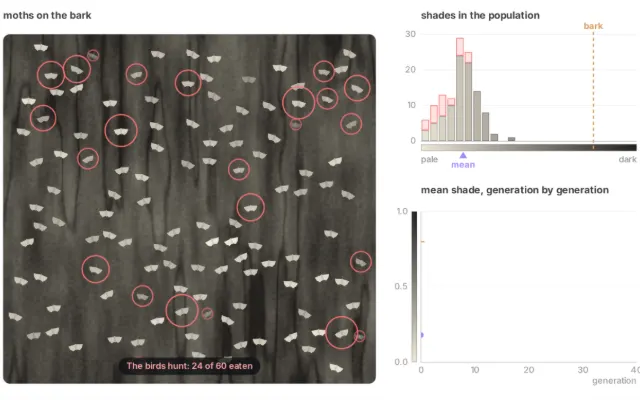 moths on the bark
The birds hunt: 24 of 60 eaten
shades in the population
bark
30
20
10
0
pale
dark
mean
mean shade, generation by generation
1.0
0.5
0.0
0
10
20
30
40
generation